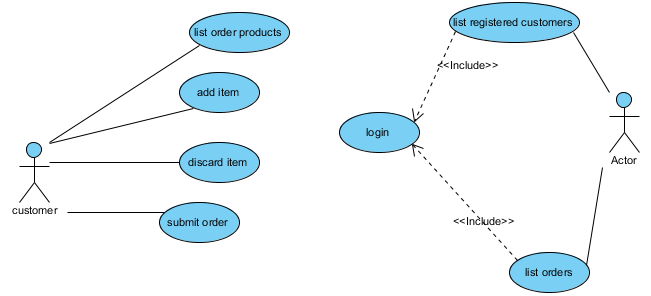 list order products
add item
discard item
submit order
customer
list registered customers
<<Include>>
login
<<Include>>
list orders
Actor